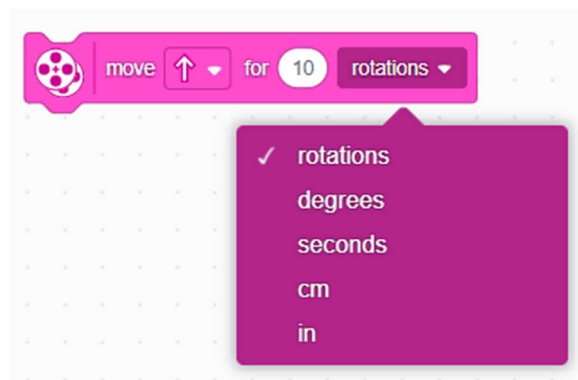 move for 10 rotations
rotations
degrees
seconds
cm
in